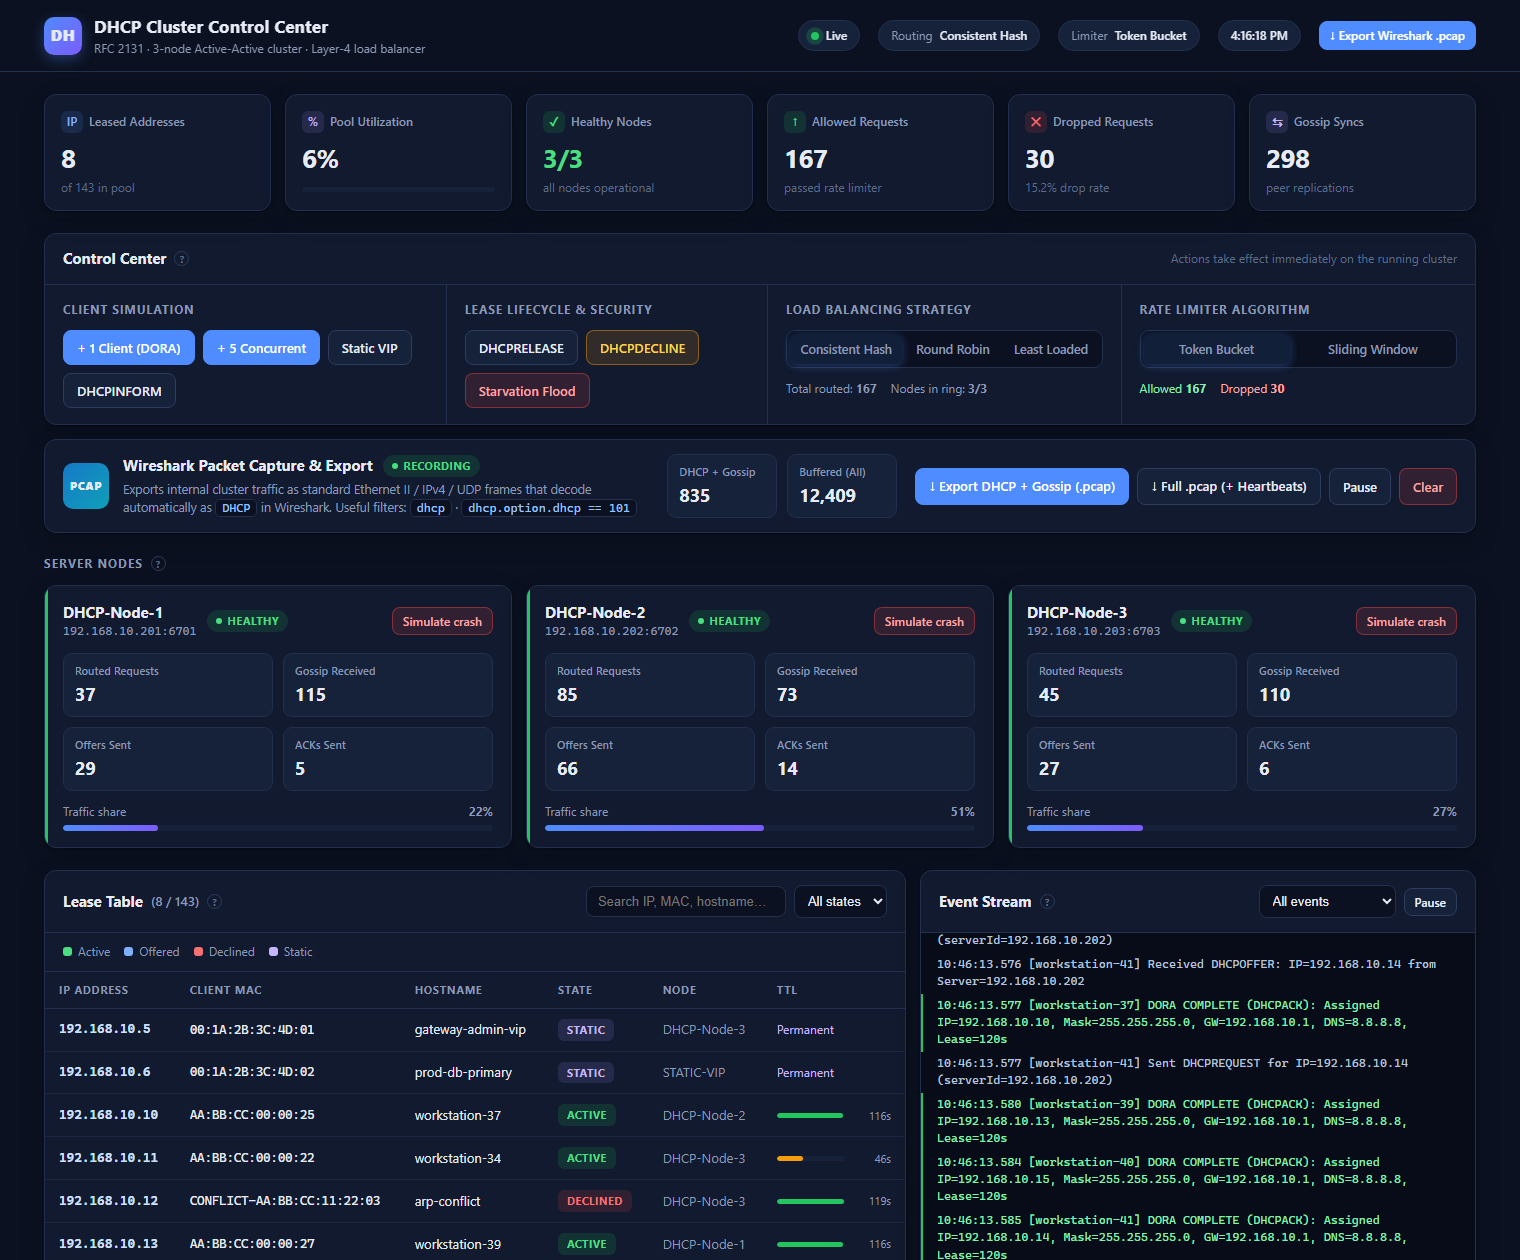 DH
DHCP Cluster Control Center
RFC 2131 · 3-node Active-Active cluster · Layer-4 load balancer
Live
Routing Consistent Hash
Limiter Token Bucket
4:16:18 PM
↓ Export Wireshark .pcap
IP Leased Addresses
8
of 143 in pool
% Pool Utilization
6%
✓ Healthy Nodes
3/3
all nodes operational
↑ Allowed Requests
167
passed rate limiter
✕ Dropped Requests
30
15.2% drop rate
⇆ Gossip Syncs
298
peer replications
Control Center ?
Actions take effect immediately on the running cluster
CLIENT SIMULATION
+ 1 Client (DORA)
+ 5 Concurrent
Static VIP
DHCPINFORM
LEASE LIFECYCLE & SECURITY
DHCPRELEASE
DHCPDECLINE
Starvation Flood
LOAD BALANCING STRATEGY
Consistent Hash
Round Robin
Least Loaded
Total routed: 167 Nodes in ring: 3/3
RATE LIMITER ALGORITHM
Token Bucket
Sliding Window
Allowed 167 Dropped 30
PCAP
Wireshark Packet Capture & Export
RECORDING
Exports internal cluster traffic as standard Ethernet II / IPv4 / UDP frames that decode
automatically as DHCP in Wireshark. Useful filters: dhcp · dhcp.option.dhcp == 101
DHCP + Gossip
835
Buffered (All)
12,409
↓ Export DHCP + Gossip (.pcap)
↓ Full .pcap (+ Heartbeats)
Pause
Clear
SERVER NODES ?
DHCP-Node-1
192.168.10.201:6701
HEALTHY
Simulate crash
Routed Requests
37
Gossip Received
115
Offers Sent
29
ACKs Sent
5
Traffic share 22%
DHCP-Node-2
192.168.10.202:6702
HEALTHY
Simulate crash
Routed Requests
85
Gossip Received
73
Offers Sent
66
ACKs Sent
14
Traffic share 51%
DHCP-Node-3
192.168.10.203:6703
HEALTHY
Simulate crash
Routed Requests
45
Gossip Received
110
Offers Sent
27
ACKs Sent
6
Traffic share 27%
Lease Table (8 / 143) ?
Search IP, MAC, hostname...
All states
Active Offered Declined Static
IP ADDRESS CLIENT MAC HOSTNAME STATE NODE TTL
192.168.10.5 00:1A:2B:3C:4D:01 gateway-admin-vip STATIC DHCP-Node-3 Permanent
192.168.10.6 00:1A:2B:3C:4D:02 prod-db-primary STATIC STATIC-VIP Permanent
192.168.10.10 AA:BB:CC:00:00:25 workstation-37 ACTIVE DHCP-Node-2 116s
192.168.10.11 AA:BB:CC:00:00:22 workstation-34 ACTIVE DHCP-Node-3 46s
192.168.10.12 CONFLICT-AA:BB:CC:11:22:03 arp-conflict DECLINED DHCP-Node-3 119s
192.168.10.13 AA:BB:CC:00:00:27 workstation-39 ACTIVE DHCP-Node-1 116s
Event Stream ?
All events
Pause
(serverId=192.168.10.202)
10:46:13.576 [workstation-41] Received DHCPOFFER: IP=192.168.10.14 from
Server=192.168.10.202
10:46:13.577 [workstation-37] DORA COMPLETE (DHCPACK): Assigned
IP=192.168.10.10, Mask=255.255.255.0, GW=192.168.10.1, DNS=8.8.8.8,
Lease=120s
10:46:13.577 [workstation-41] Sent DHCPREQUEST for IP=192.168.10.14
(serverId=192.168.10.202)
10:46:13.580 [workstation-39] DORA COMPLETE (DHCPACK): Assigned
IP=192.168.10.13, Mask=255.255.255.0, GW=192.168.10.1, DNS=8.8.8.8,
Lease=120s
10:46:13.584 [workstation-40] DORA COMPLETE (DHCPACK): Assigned
IP=192.168.10.15, Mask=255.255.255.0, GW=192.168.10.1, DNS=8.8.8.8,
Lease=120s
10:46:13.585 [workstation-41] DORA COMPLETE (DHCPACK): Assigned
IP=192.168.10.14, Mask=255.255.255.0, GW=192.168.10.1, DNS=8.8.8.8,
Lease=120s